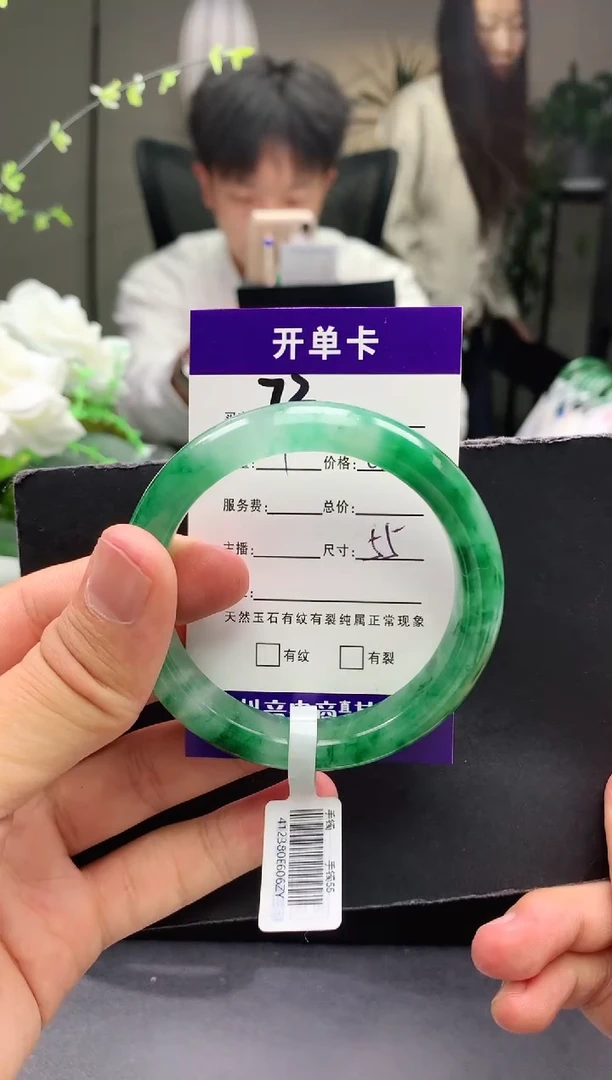 开单卡
72
价格:
服务费: 总价:
主播: 尺寸: 55
天然玉石有纹有裂纯属正常现象
有纹 有裂
手镯 手镯55
412380E606ZY